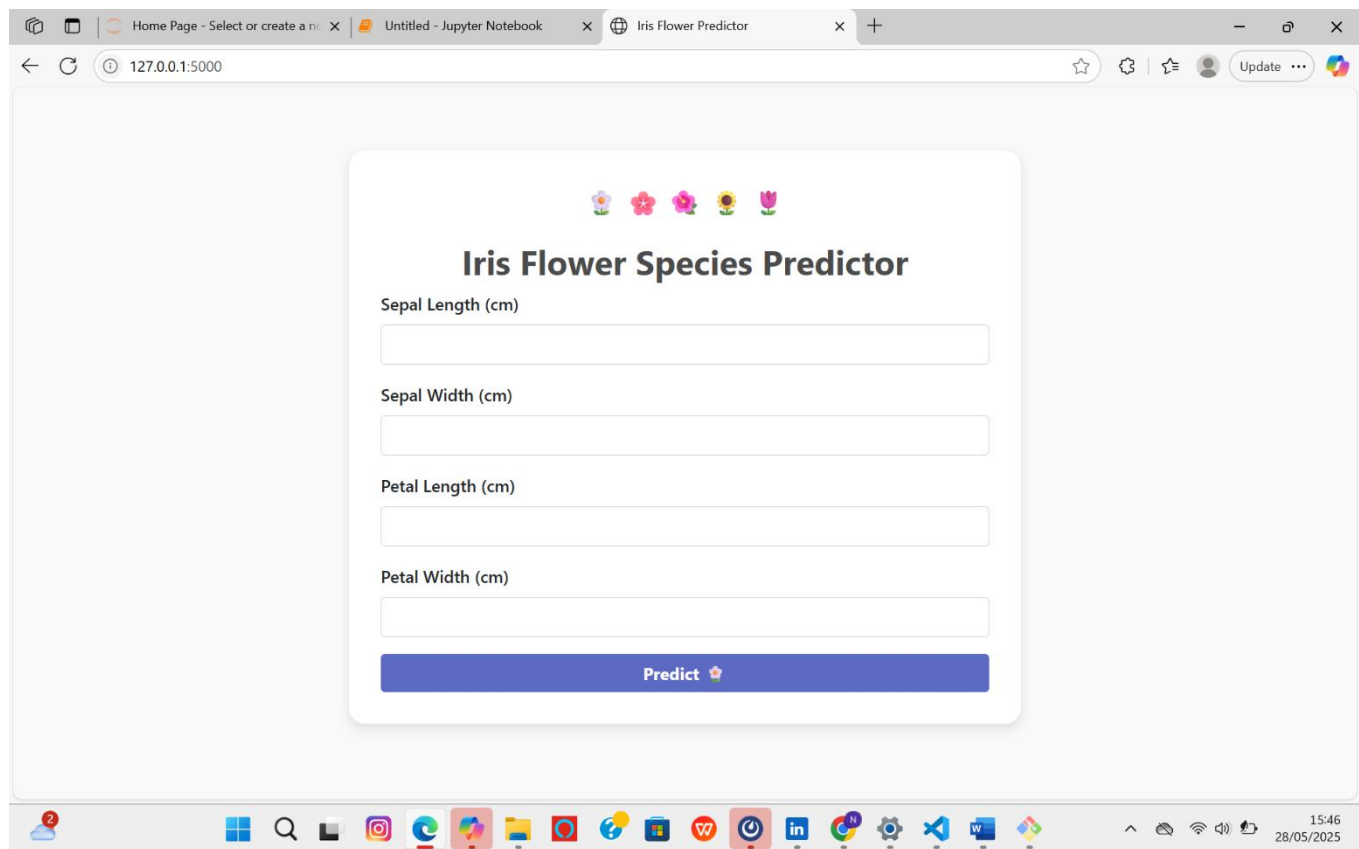 Home Page - Select or create a no
Untitled - Jupyter Notebook
Iris Flower Predictor
127.0.0.1:5000
Update
Iris Flower Species Predictor
Sepal Length (cm)
Sepal Width (cm)
Petal Length (cm)
Petal Width (cm)
Predict
2
in
N
W
15:46
28/05/2025